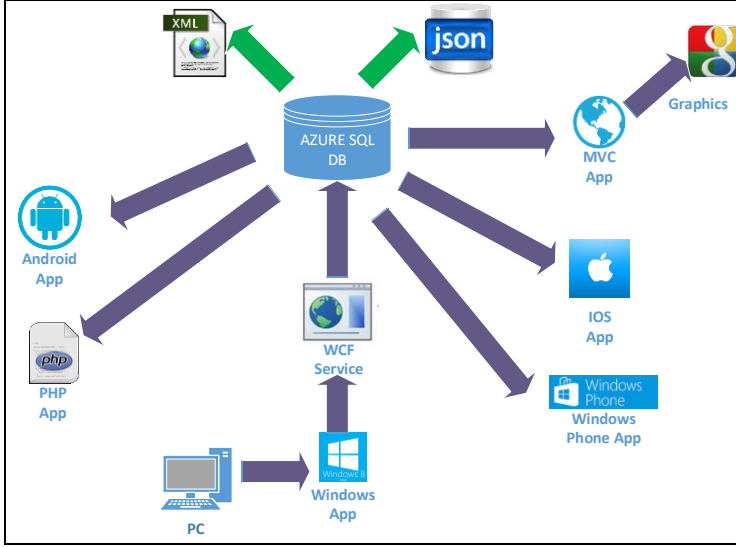 XML
json
g
Graphics
AZURE SQL
DB
MVC
App
Android
App
IOS
App
WCF
Service
php
PHP
App
Windows
Phone
Windows
Phone App
Windows 8
Windows
App
PC